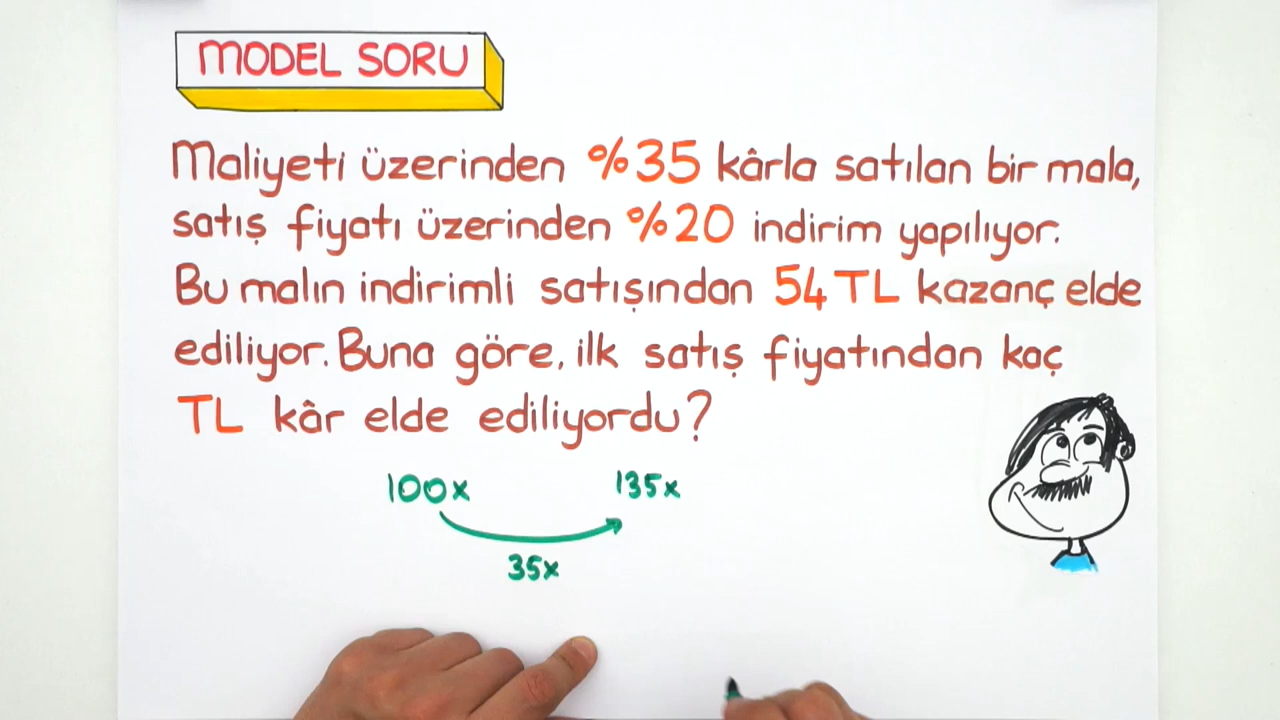 MODEL SORU
Maliyeti üzerinden %35 kârla satılan bir mala,
satış fiyatı üzerinden %20 indirim yapılıyor.
Bu malın indirimli satışından 54 TL kazanç elde
ediliyor. Buna göre, ilk satış fiyatından kaç
TL kâr elde ediliyordu?
100x 135x
35x